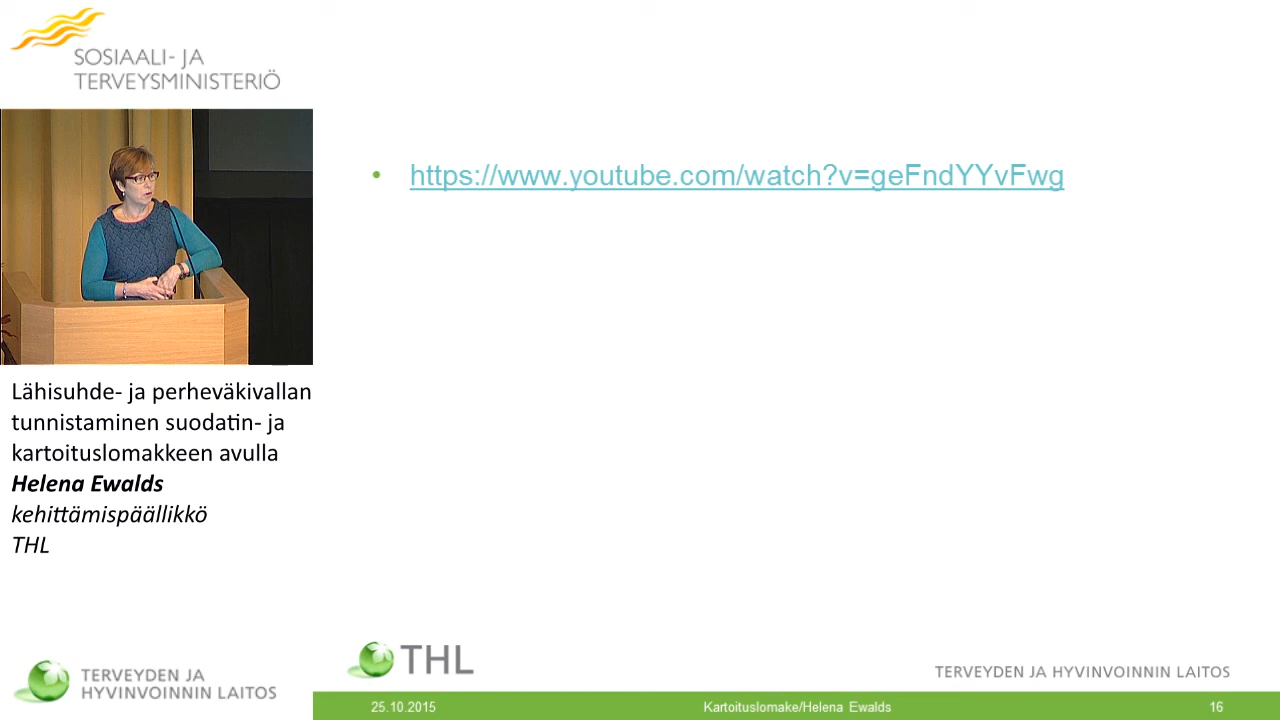 SOSIAALI- JA
TERVEYSMINISTERIÖ
• https://www.youtube.com/watch?v=geFndYYvFwg
Lähisuhde- ja perheväkivallan
tunnistaminen suodatin- ja
kartoituslomakkeen avulla
Helena Ewalds
kehittämispäällikkö
THL
TERVEYDEN JA
HYVINVOINNIN LAITOS
THL
TERVEYDEN JA HYVINVOINNIN LAITOS
25.10.2015
Kartoituslomake/Helena Ewalds
16